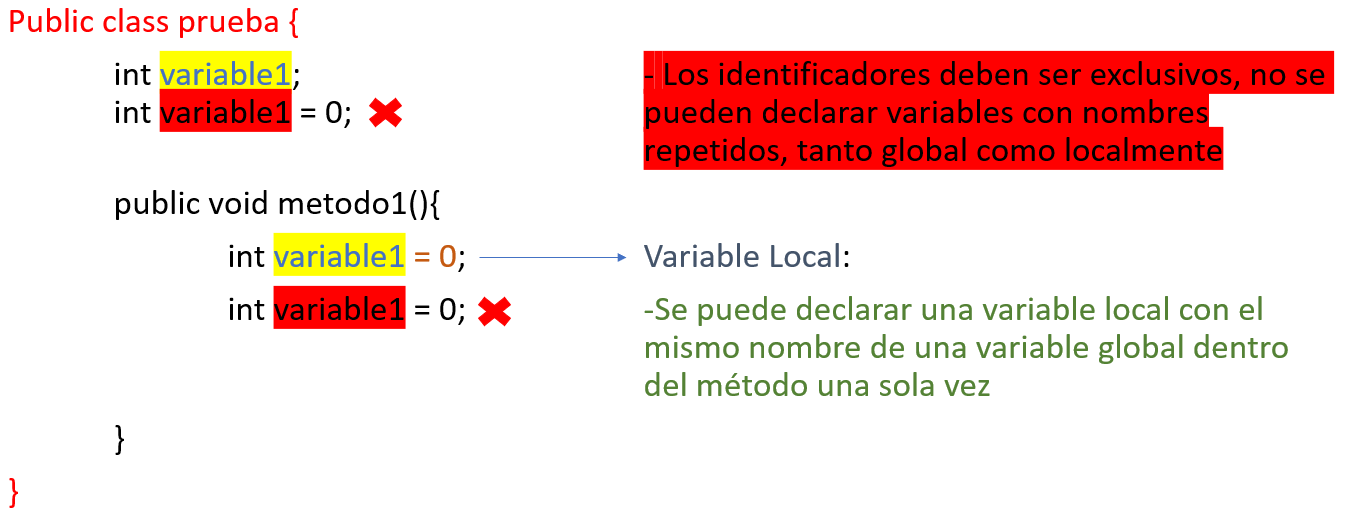 Public class prueba {
int variable1;
int variable1 = 0;
- Los identificadores deben ser exclusivos, no se
pueden declarar variables con nombres
repetidos, tanto global como localmente
public void metodo1(){
int variable1 = 0;
Variable Local:
int variable1 = 0;
-Se puede declarar una variable local con el
mismo nombre de una variable global dentro
del método una sola vez
}
}